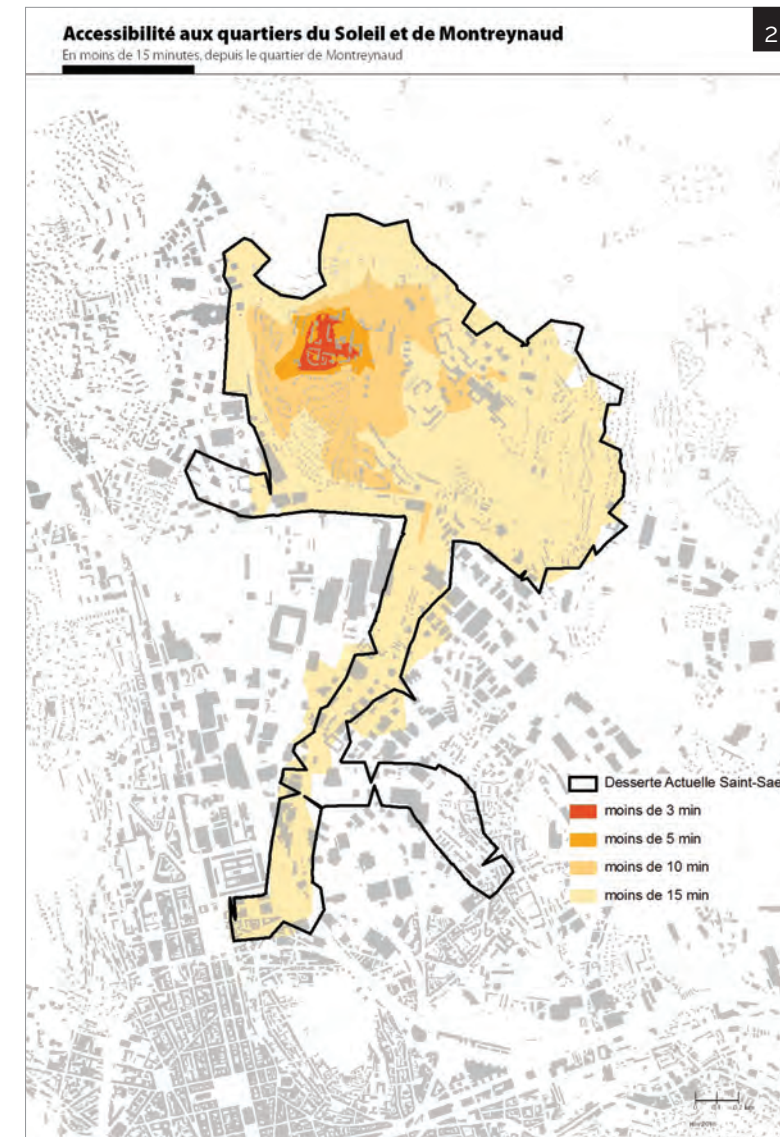 Accessibilité aux quartiers du Soleil et de Montreynaud
2
En moins de 15 minutes, depuis le quartier de Montreynaud
Desserte Actuelle Saint-Sae
moins de 3 min
moins de 5 min
moins de 10 min
moins de 15 min